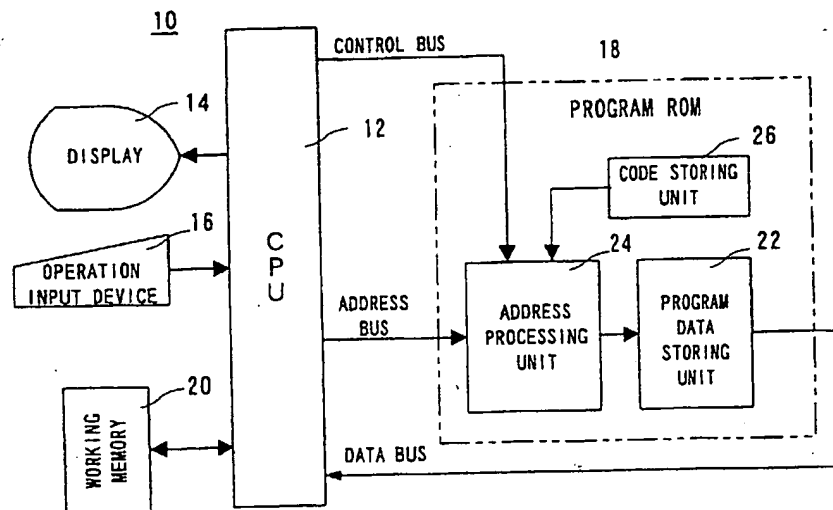 10
CONTROL BUS
18
14
12
PROGRAM ROM
DISPLAY
26
CODE STORING
UNIT
16
OPERATION
INPUT DEVICE
CPU
24
22
ADDRESS
BUS
ADDRESS
PROCESSING
UNIT
PROGRAM
DATA
STORING
UNIT
20
WORKING
MEMORY
DATA BUS